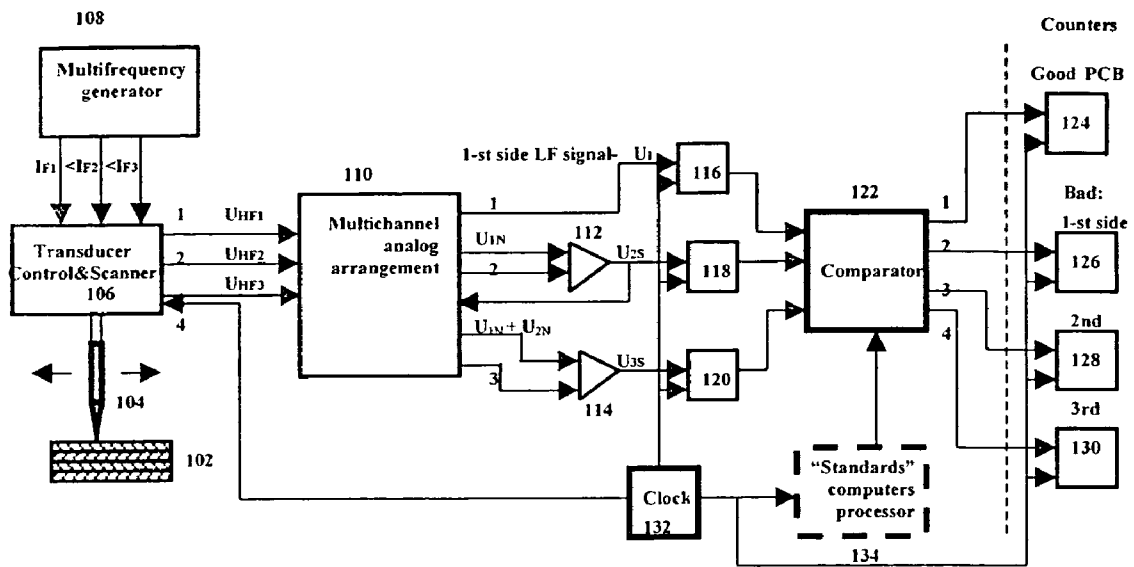 108
Multifrequency
generator
IF1 <IF2 <IF3
Transducer
Control&Scanner
106
1 UHF1
2 UHF2
UHF3
4
104
102
110
Multichannel
analog
arrangement
1-st side LF signal- U1
1
U1N
2
112
U2S
U1N + U2N
3
114
U3S
116
118
120
122
Comparator
1
2
3
4
Clock
132
"Standards"
computers
processor
134
Counters
Good PCB
124
Bad:
1-st side
126
2nd
128
3rd
130